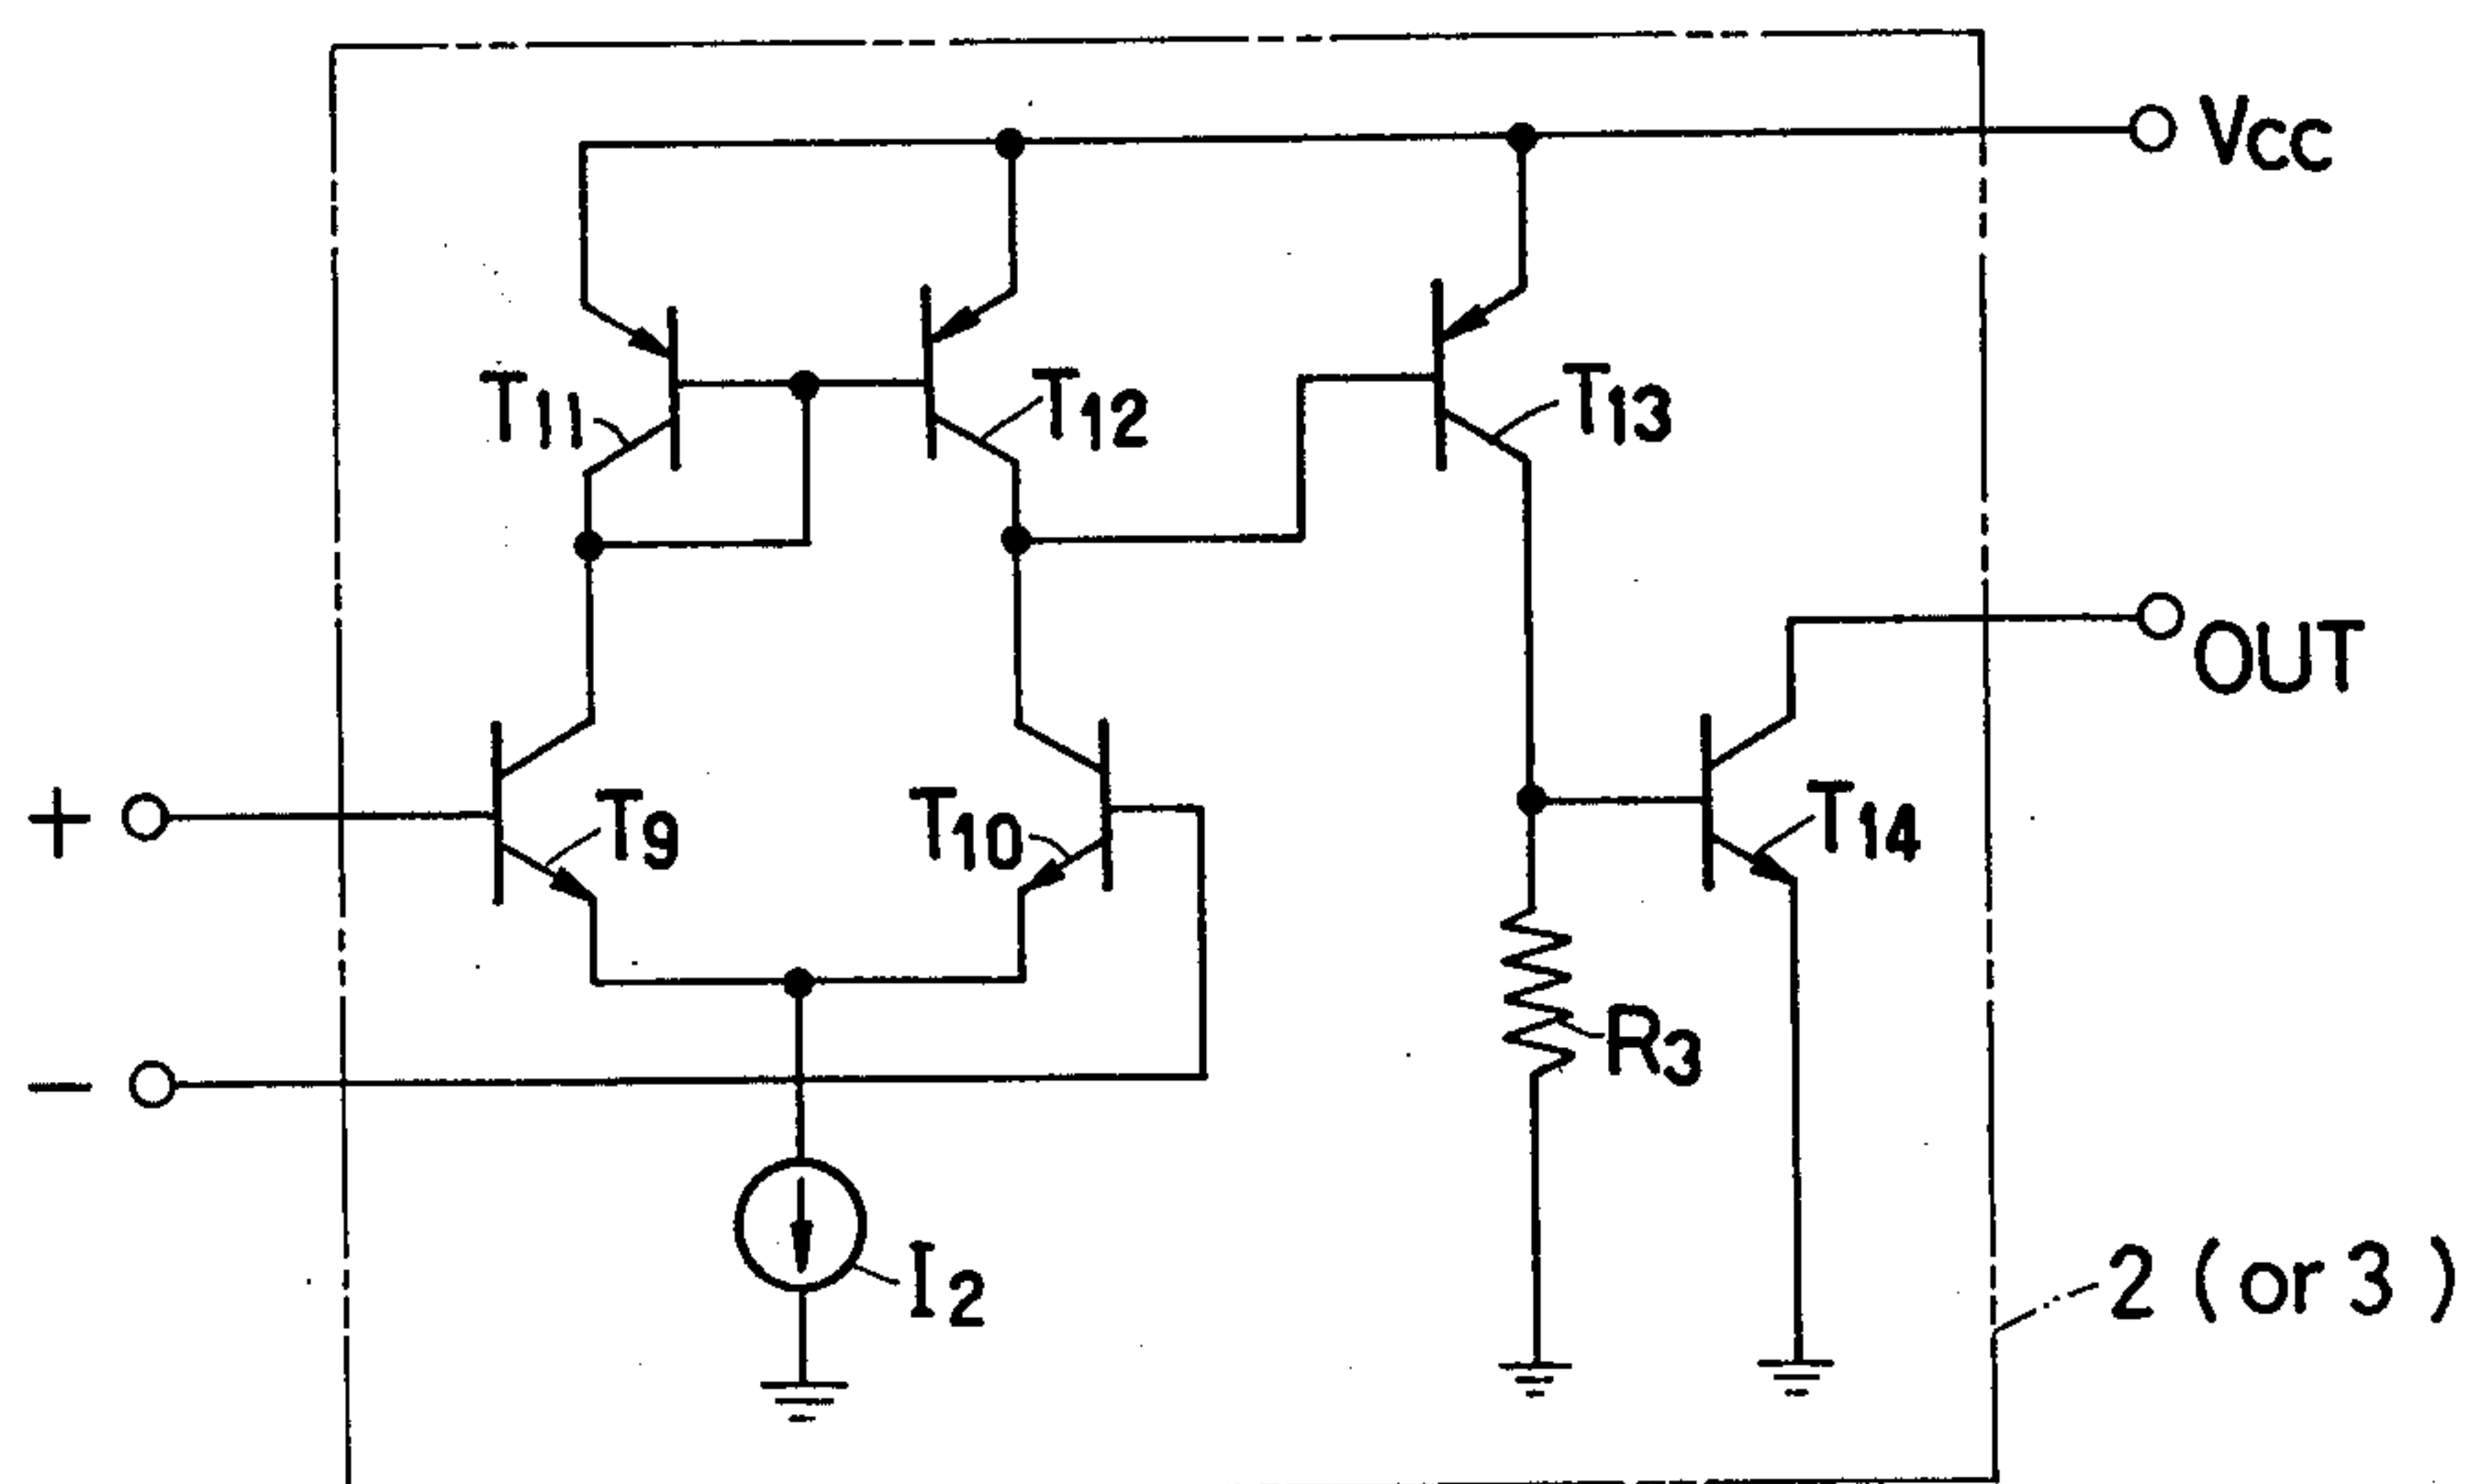 VCC
T11
T12
T13
OUT
+
T9
T10
T14
−
R3
I2
2 (or 3)